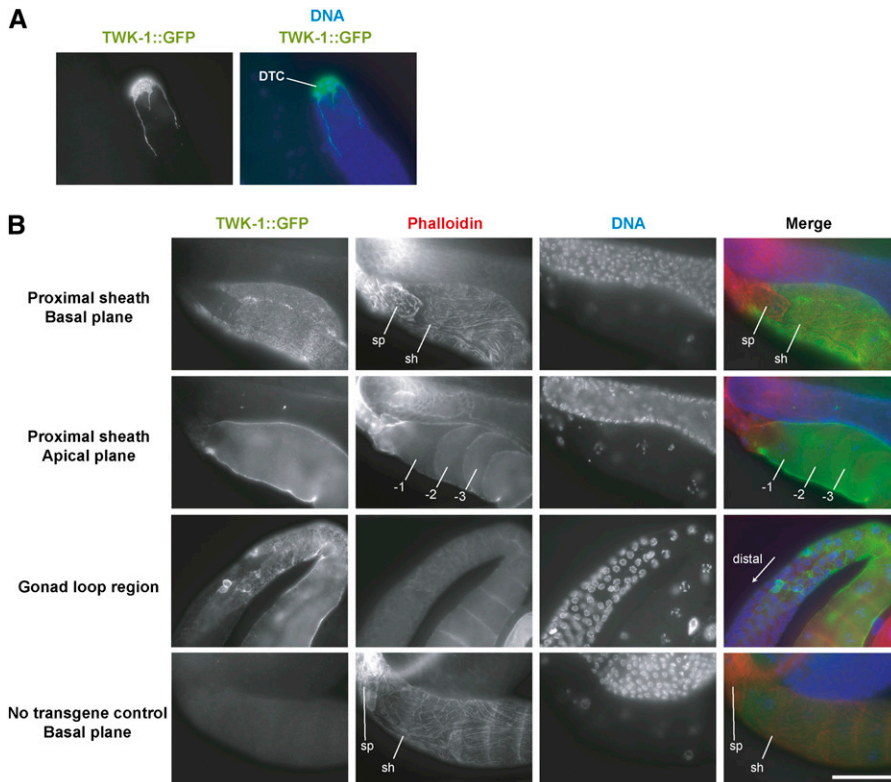 A
TWK-1::GFP
DNA
TWK-1::GFP
DTC
B
TWK-1::GFP
Phalloidin
DNA
Merge
Proximal sheath
Basal plane
sp
sh
sp
sh
Proximal sheath
Apical plane
-1
-2
-3
-1
-2
-3
Gonad loop region
distal
No transgene control
Basal plane
sp
sh
sp
sh